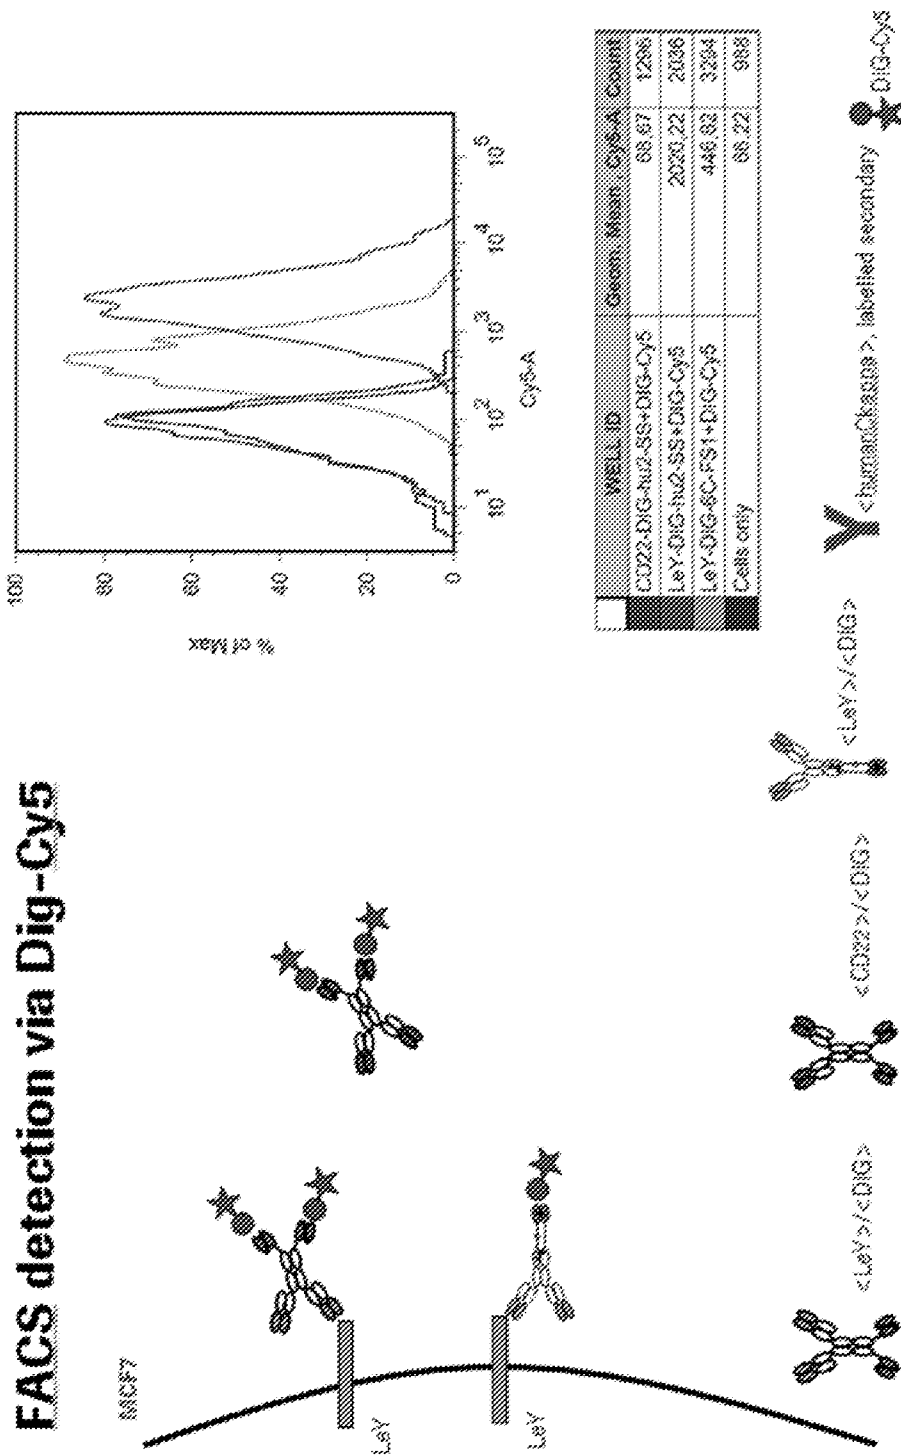 FACS detection via Dig-Cy5
MCF7
LeY
LeY
<LeY>/<DIG>
<CD22>/<DIG>
<LeY>/<DIG>
<humanCkappa>, labelled secondary
DIG-Cy5
% of Max
100
80
60
40
20
0
10^1
10^2
10^3
10^4
10^5
Cy5-A
WELL ID Geom. Mean : Cy5-A Count
CD22-DIG-hu2-SS+DIG-Cy5 68,67 1296
LeY-DIG-hu2-SS+DIG-Cy5 2020,22 2036
LeY-DIG-6C-FS1+DIG-Cy5 446,82 3294
Cells only 66,22 988